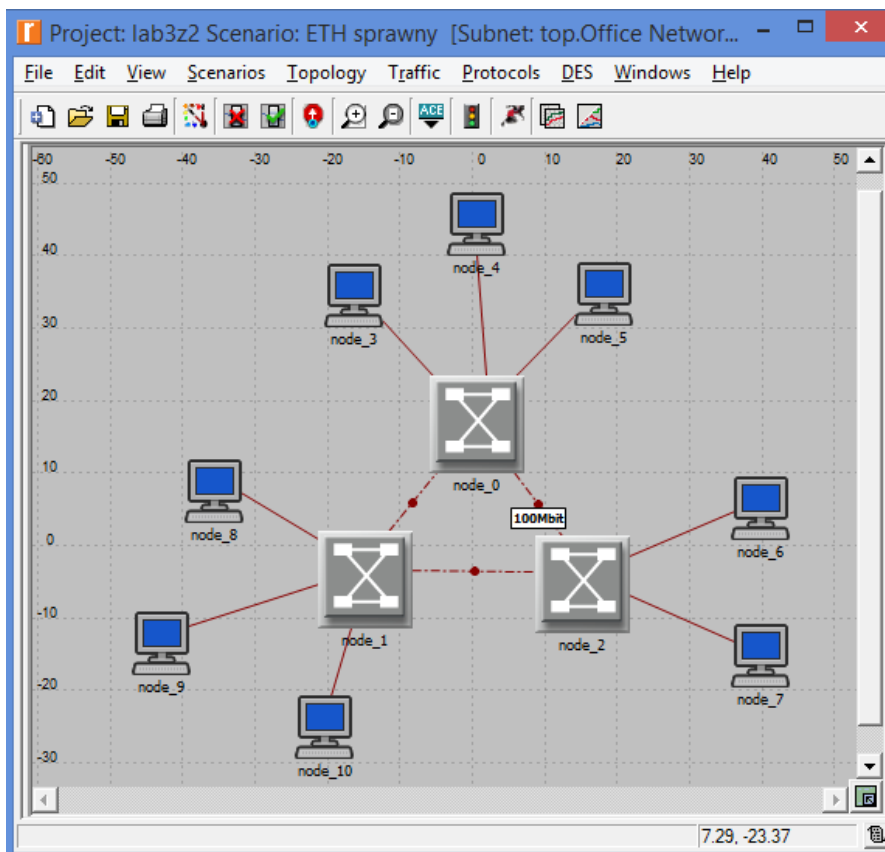 Project: lab3z2 Scenario: ETH sprawny [Subnet: top.Office Networ...
File Edit View Scenarios Topology Traffic Protocols DES Windows Help
ACE
-60 -50 -40 -30 -20 -10 0 10 20 30 40 50
50
40
node_4
30
node_3
node_5
20
10
node_0
100Mbit
0
node_8
node_6
-10
node_1
node_2
node_9
node_7
-20
-30
node_10
7.29, -23.37